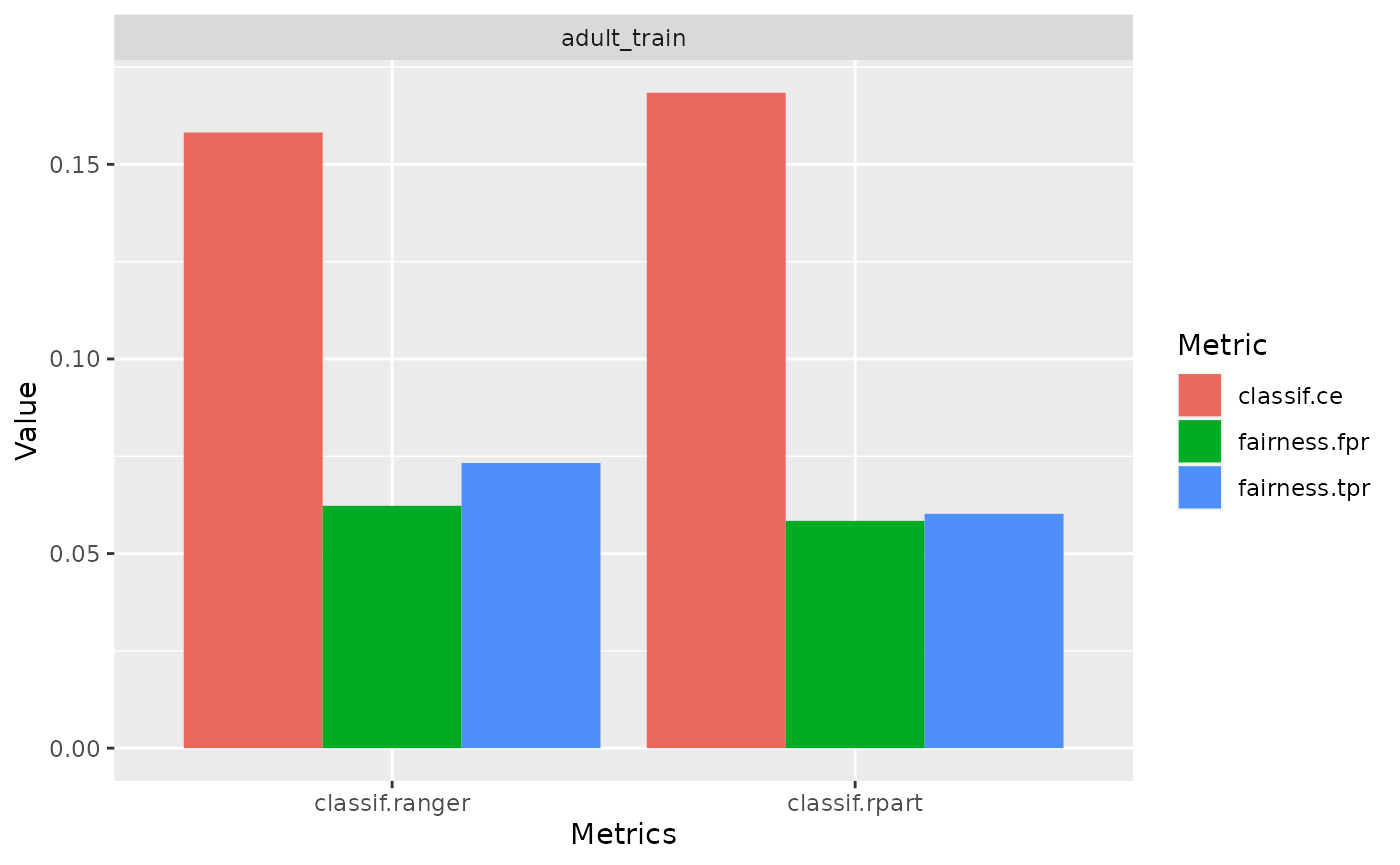 adult_train
Value
0.15
0.10
0.05
0.00
classif.ranger
classif.rpart
Metrics
Metric
classif.ce
fairness.fpr
fairness.tpr